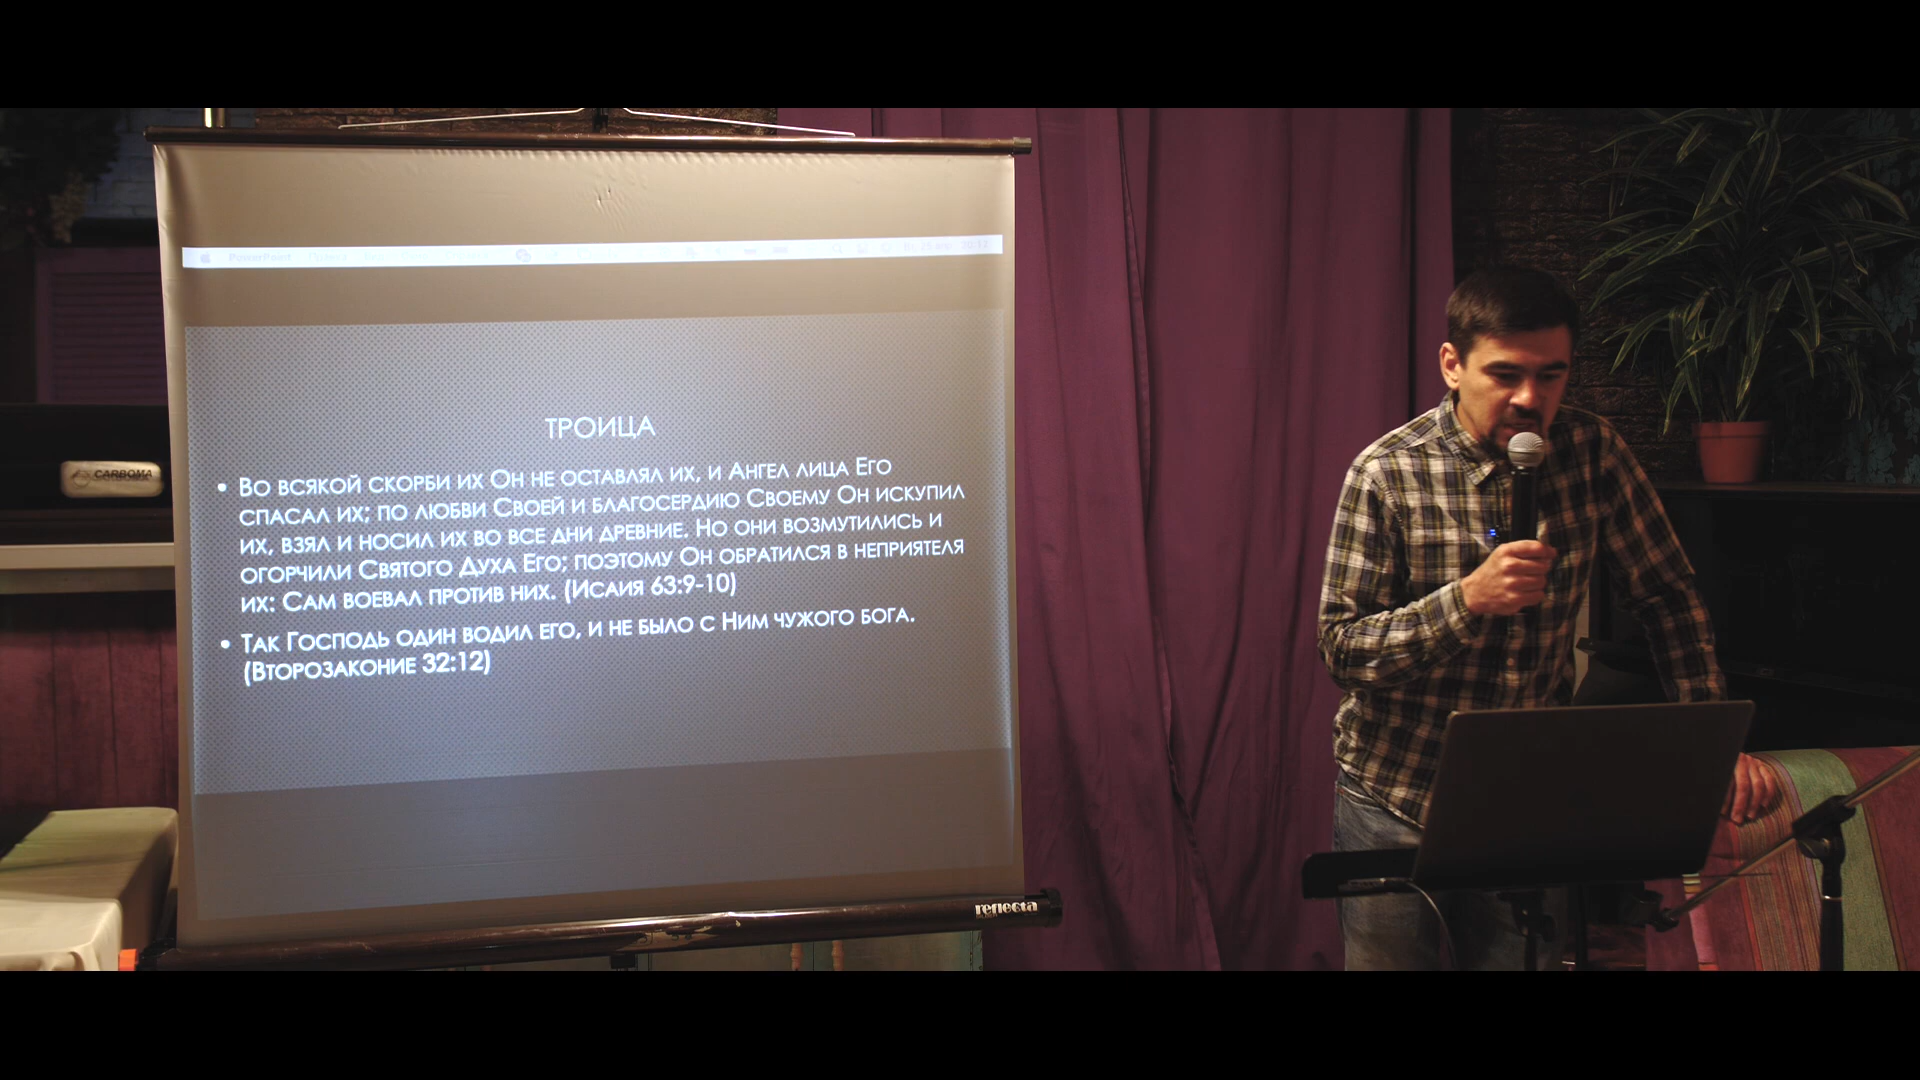 PowerPoint
ТРОИЦА
• Во всякой скорби их Он не оставлял их, и Ангел лица Его
спасал их; по любви Своей и благосердию Своему Он искупил
их, взял и носил их во все дни древние. Но они возмутились и
огорчили Святого Духа Его; поэтому Он обратился в неприятеля
их: Сам воевал против них. (Исаия 63:9-10)
• Так Господь один водил его, и не было с Ним чужого бога.
(Второзаконие 32:12)
CARBOMA
reflecta